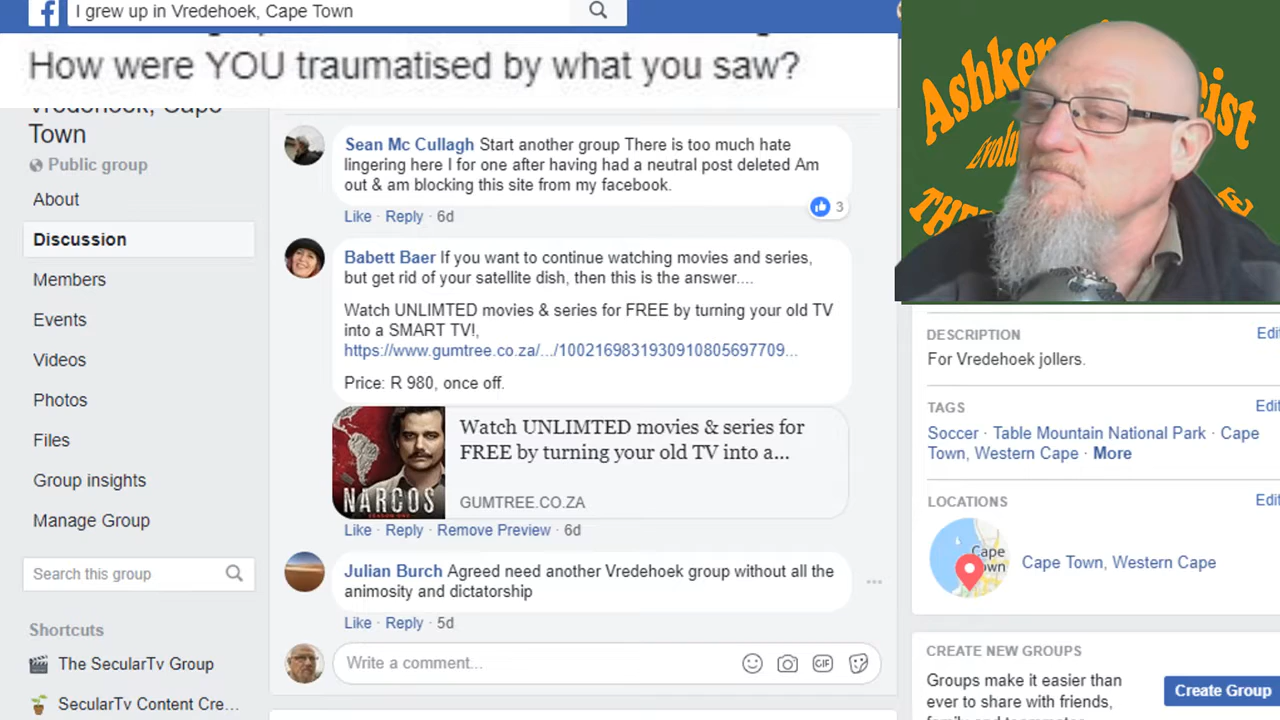 I grew up in Vredehoek, Cape Town
How were YOU traumatised by what you saw?
Vredehoek, Cape
Town
Public group
About
Discussion
Members
Events
Videos
Photos
Files
Group insights
Manage Group
Search this group
Shortcuts
The SecularTv Group
SecularTv Content Cre...
Sean Mc Cullagh Start another group There is too much hate
lingering here I for one after having had a neutral post deleted Am
out & am blocking this site from my facebook.
Like · Reply · 6d
3
Babett Baer If you want to continue watching movies and series,
but get rid of your satellite dish, then this is the answer....
Watch UNLIMTED movies & series for FREE by turning your old TV
into a SMART TV!,
https://www.gumtree.co.za/.../1002169831930910805697709...
Price: R 980, once off.
NARCOS
Watch UNLIMTED movies & series for
FREE by turning your old TV into a...
GUMTREE.CO.ZA
Like · Reply · Remove Preview · 6d
Julian Burch Agreed need another Vredehoek group without all the
animosity and dictatorship
Like · Reply · 5d
Write a comment...
GIF
DESCRIPTION
Edit
For Vredehoek jollers.
TAGS
Edit
Soccer · Table Mountain National Park · Cape
Town, Western Cape · More
LOCATIONS
Edit
Cape Town, Western Cape
CREATE NEW GROUPS
Groups make it easier than
ever to share with friends,
Create Group